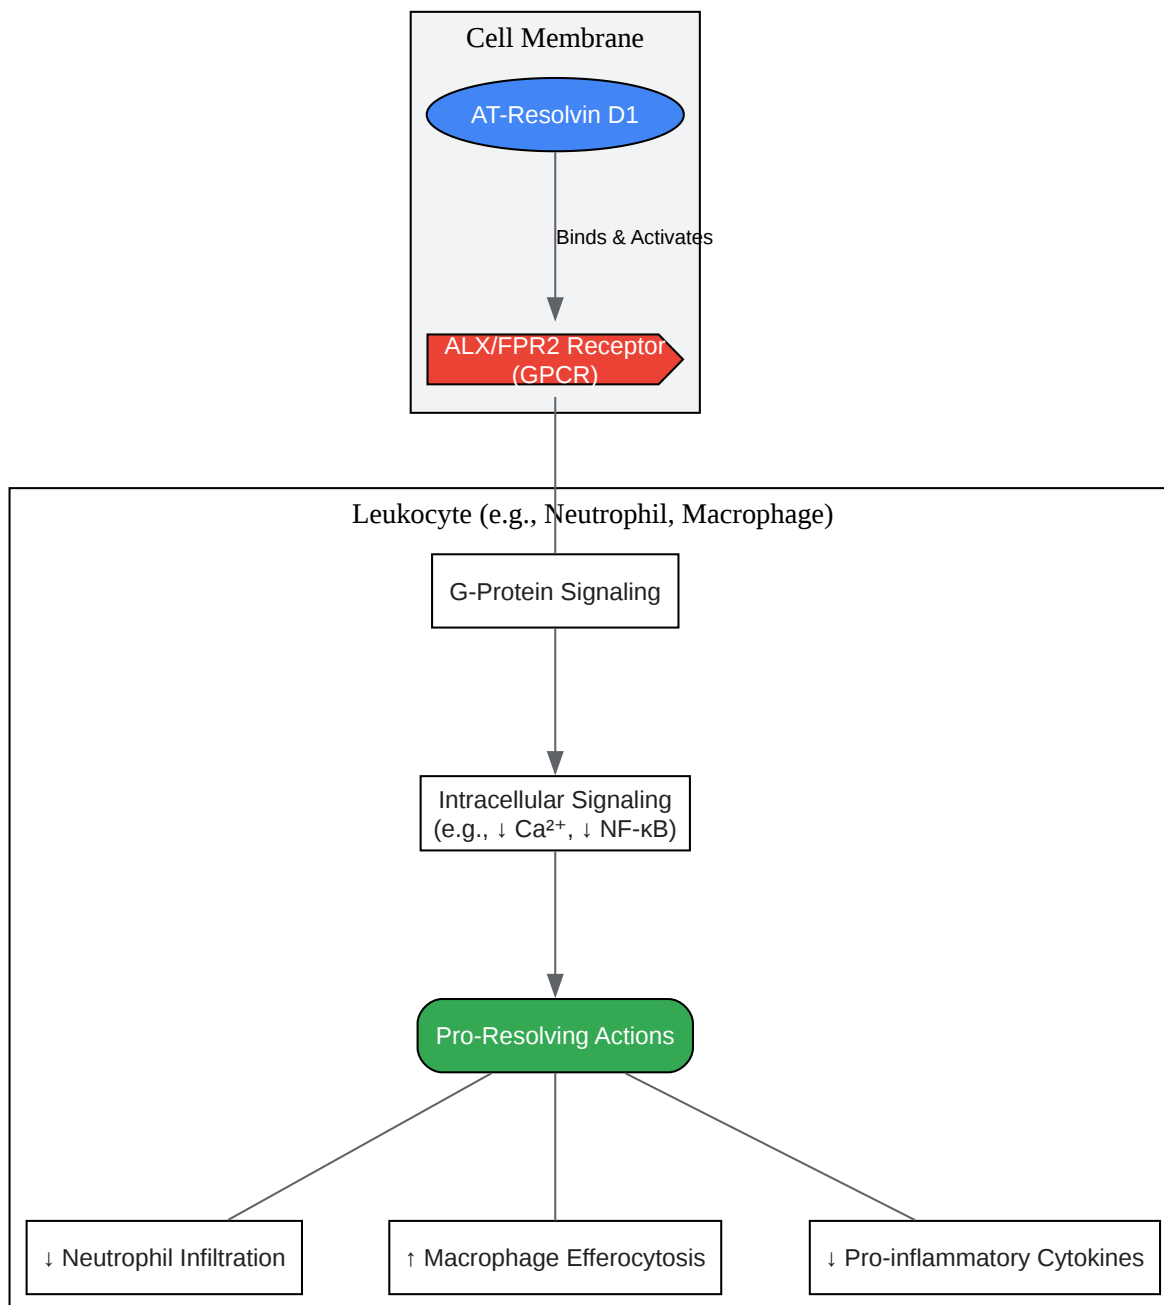 Cell Membrane
AT-Resolvin D1
Binds & Activates
ALX/FPR2 Receptor
(GPCR)
Leukocyte (e.g., Neutrophil, Macrophage)
G-Protein Signaling
Intracellular Signaling
(e.g., ↓ Ca²⁺, ↓ NF-κB)
Pro-Resolving Actions
↓ Neutrophil Infiltration
↑ Macrophage Efferocytosis
↓ Pro-inflammatory Cytokines